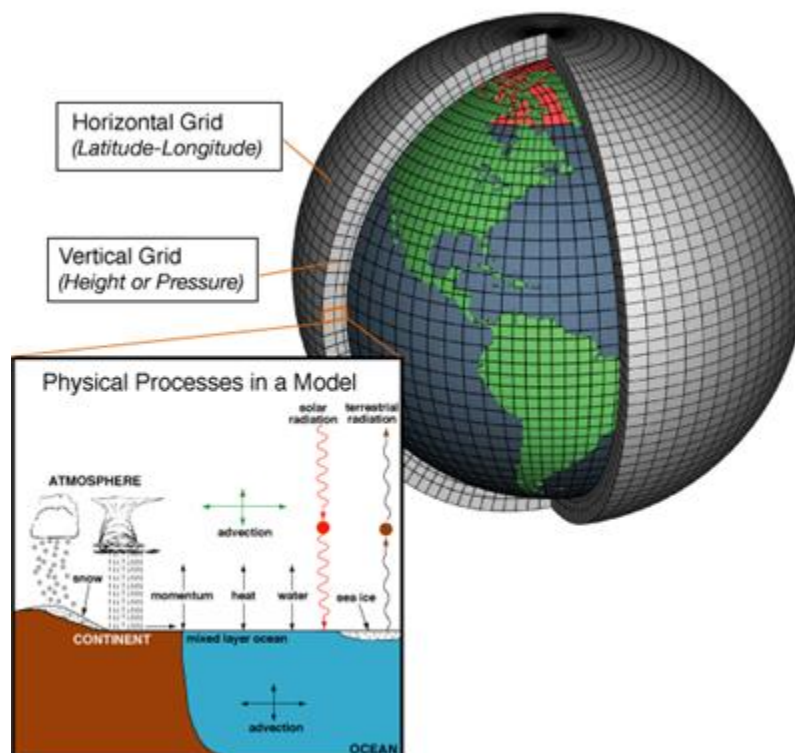 Horizontal Grid
(Latitude-Longitude)
Vertical Grid
(Height or Pressure)
Physical Processes in a Model
solar terrestrial
radiation radiation
ATMOSPHERE
advection
snow
momentum heat water sea ice
CONTINENT mixed layer ocean
advection
OCEAN